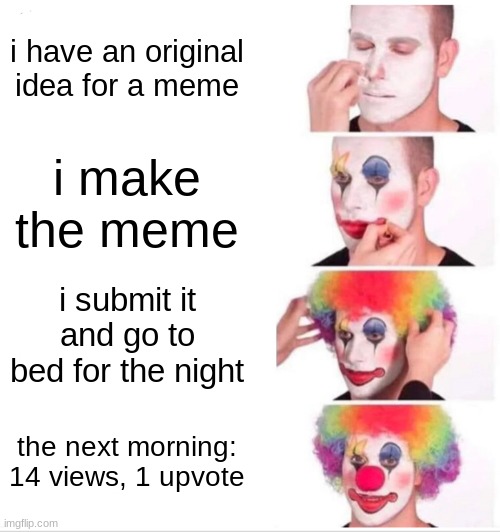 i have an original
idea for a meme
i make
the meme
i submit it
and go to
bed for the night
the next morning:
14 views, 1 upvote
imgflip.com